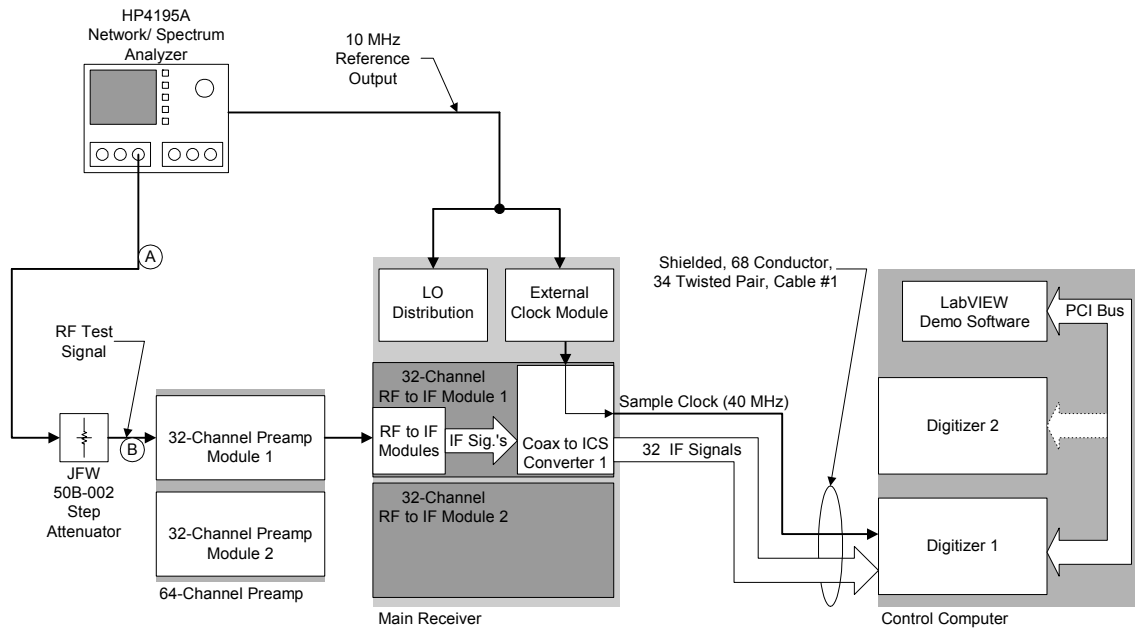 HP4195A
Network/ Spectrum
Analyzer
10 MHz
Reference
Output
A
RF Test
Signal
B
JFW
50B-002
Step
Attenuator
32-Channel Preamp
Module 1
32-Channel Preamp
Module 2
64-Channel Preamp
LO
Distribution
External
Clock Module
32-Channel
RF to IF Module 1
RF to IF
Modules
IF Sig.'s
Coax to ICS
Converter 1
32-Channel
RF to IF Module 2
Main Receiver
Sample Clock (40 MHz)
32 IF Signals
Shielded, 68 Conductor,
34 Twisted Pair, Cable #1
LabVIEW
Demo Software
PCI Bus
Digitizer 2
Digitizer 1
Control Computer